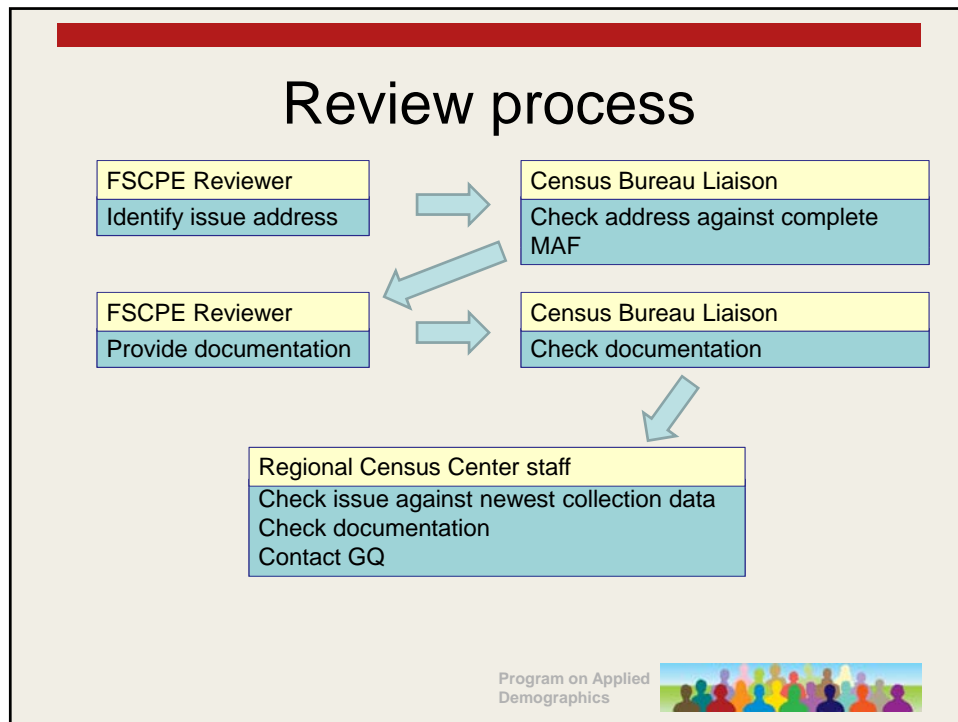 Review process
FSCPE Reviewer
Identify issue address
Census Bureau Liaison
Check address against complete
MAF
FSCPE Reviewer
Provide documentation
Census Bureau Liaison
Check documentation
Regional Census Center staff
Check issue against newest collection data
Check documentation
Contact GQ
Program on Applied
Demographics